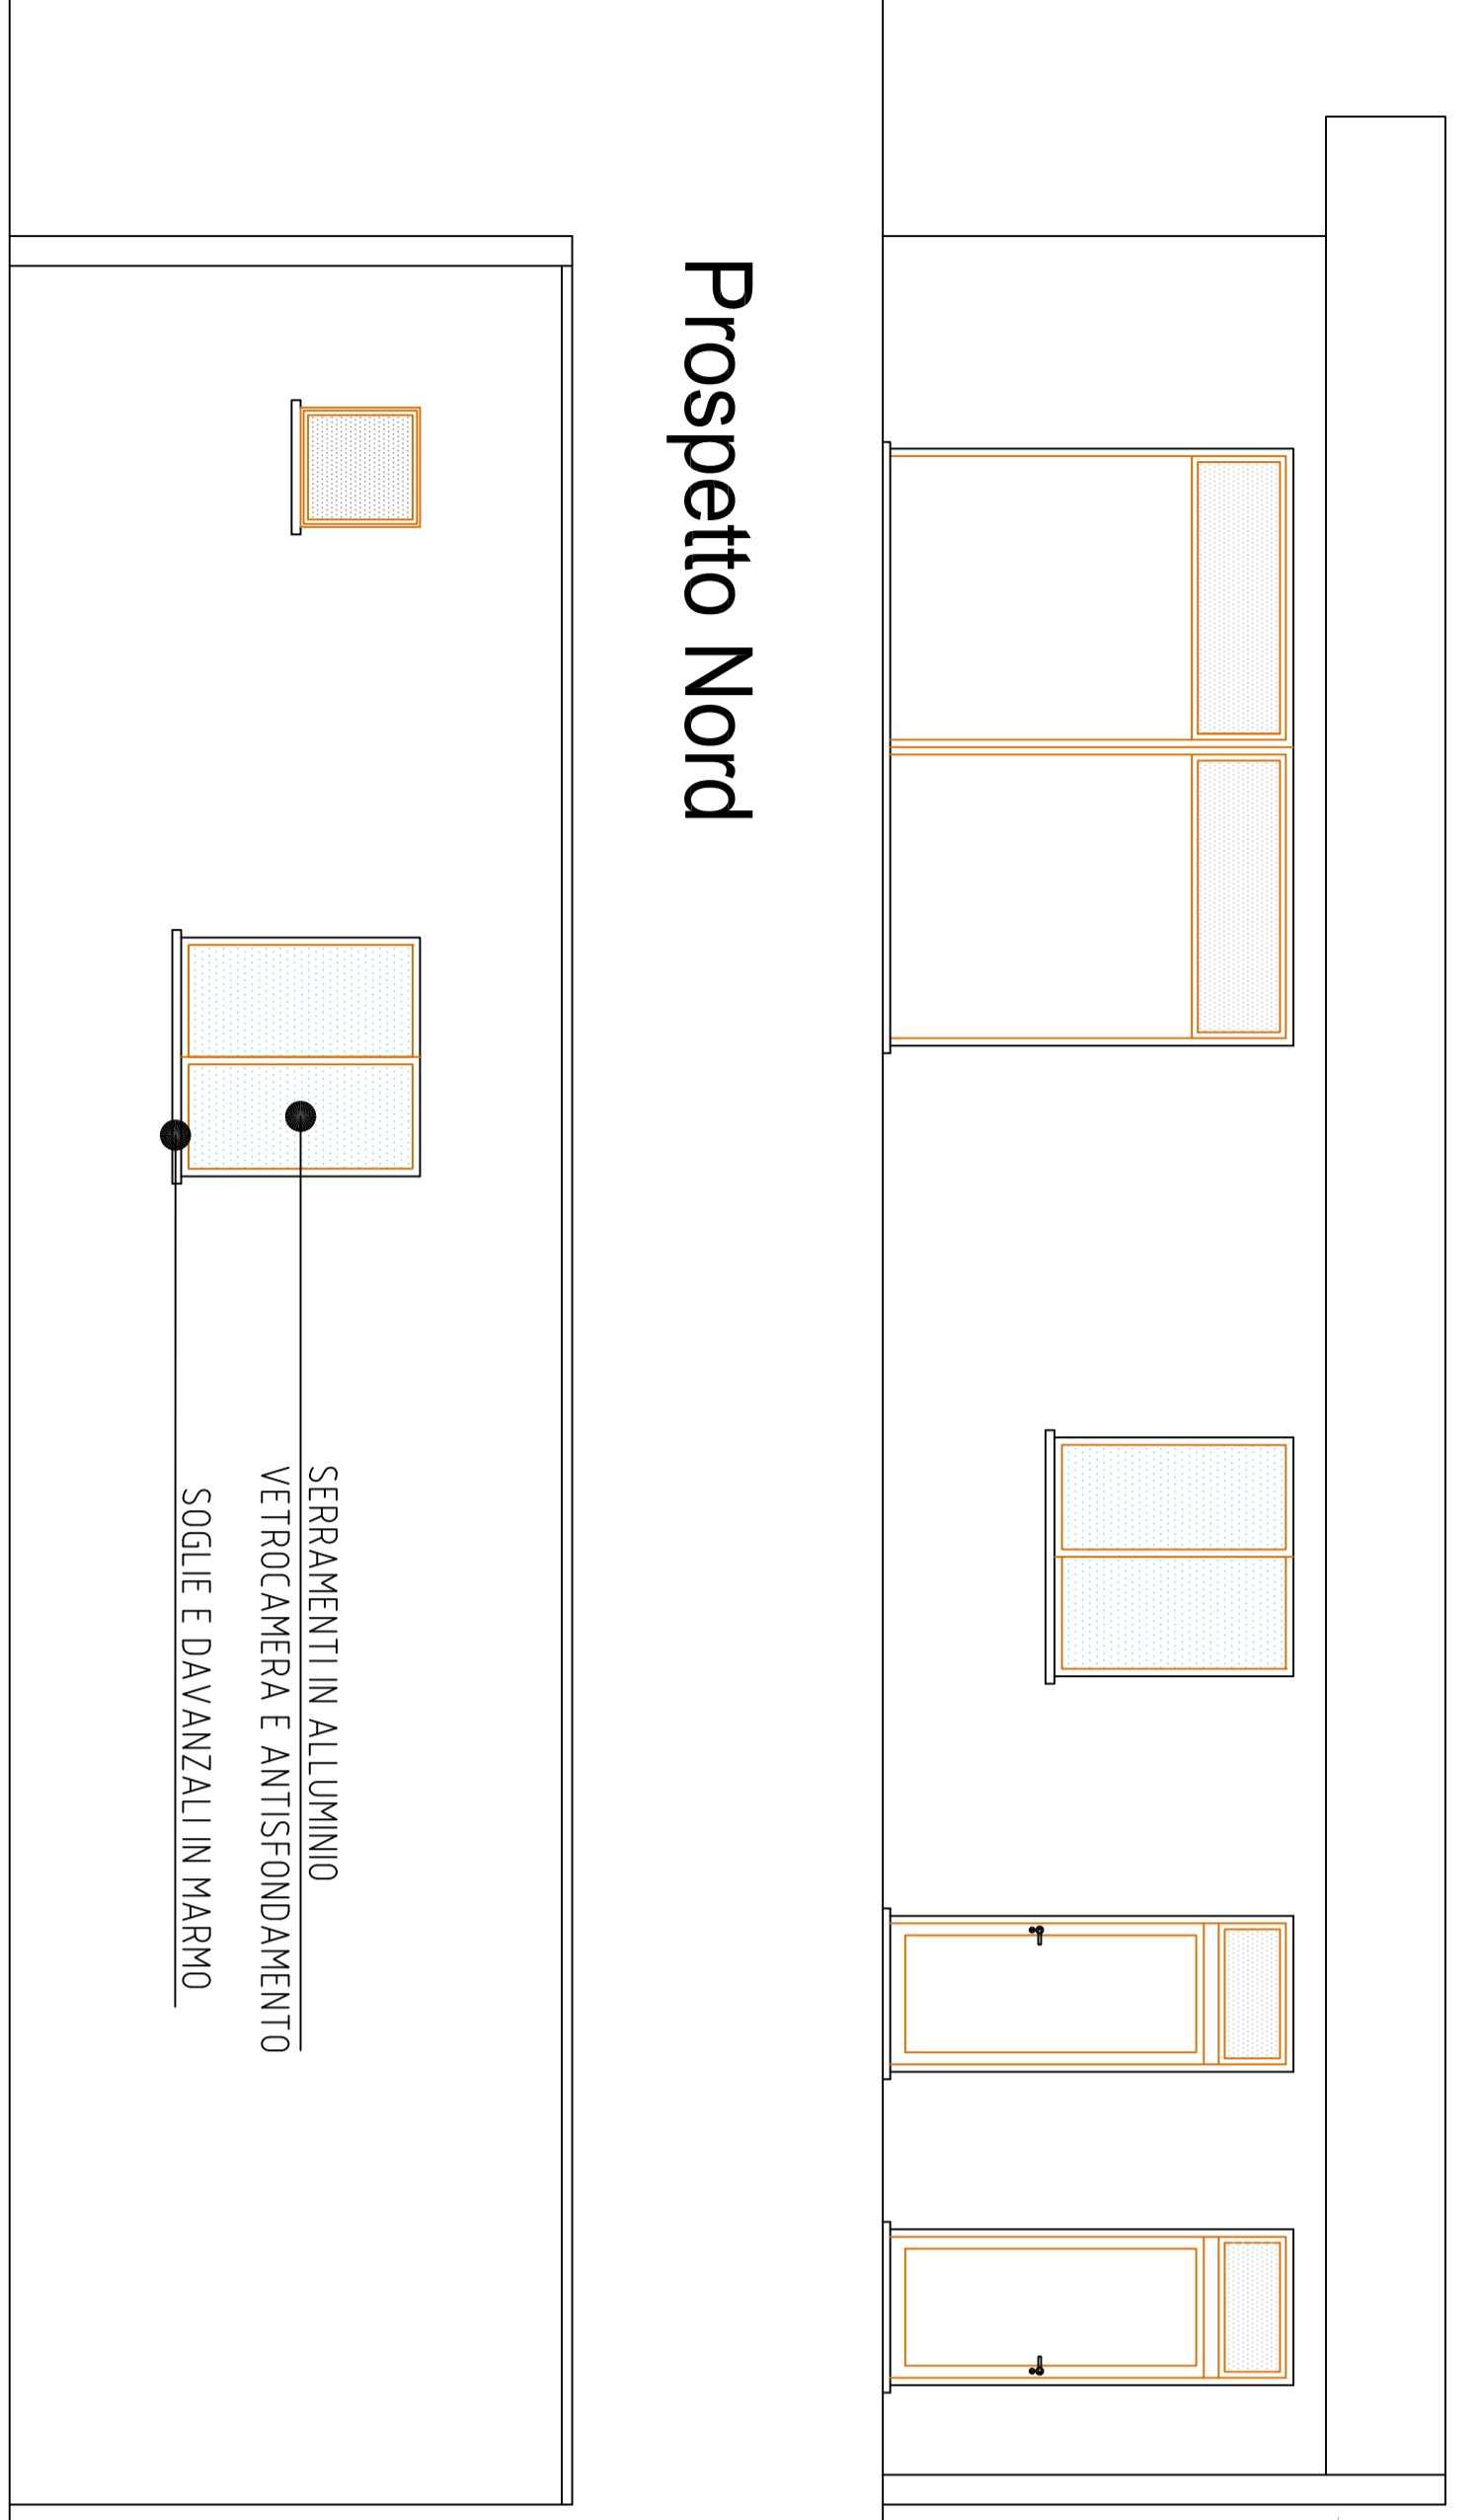 Prospetto Nord
SERRAMENTI IN ALLUMINIO
VETROCAMERA E ANTISFONDAMENTO
SOGLIE E DAVANZALI IN MARMO